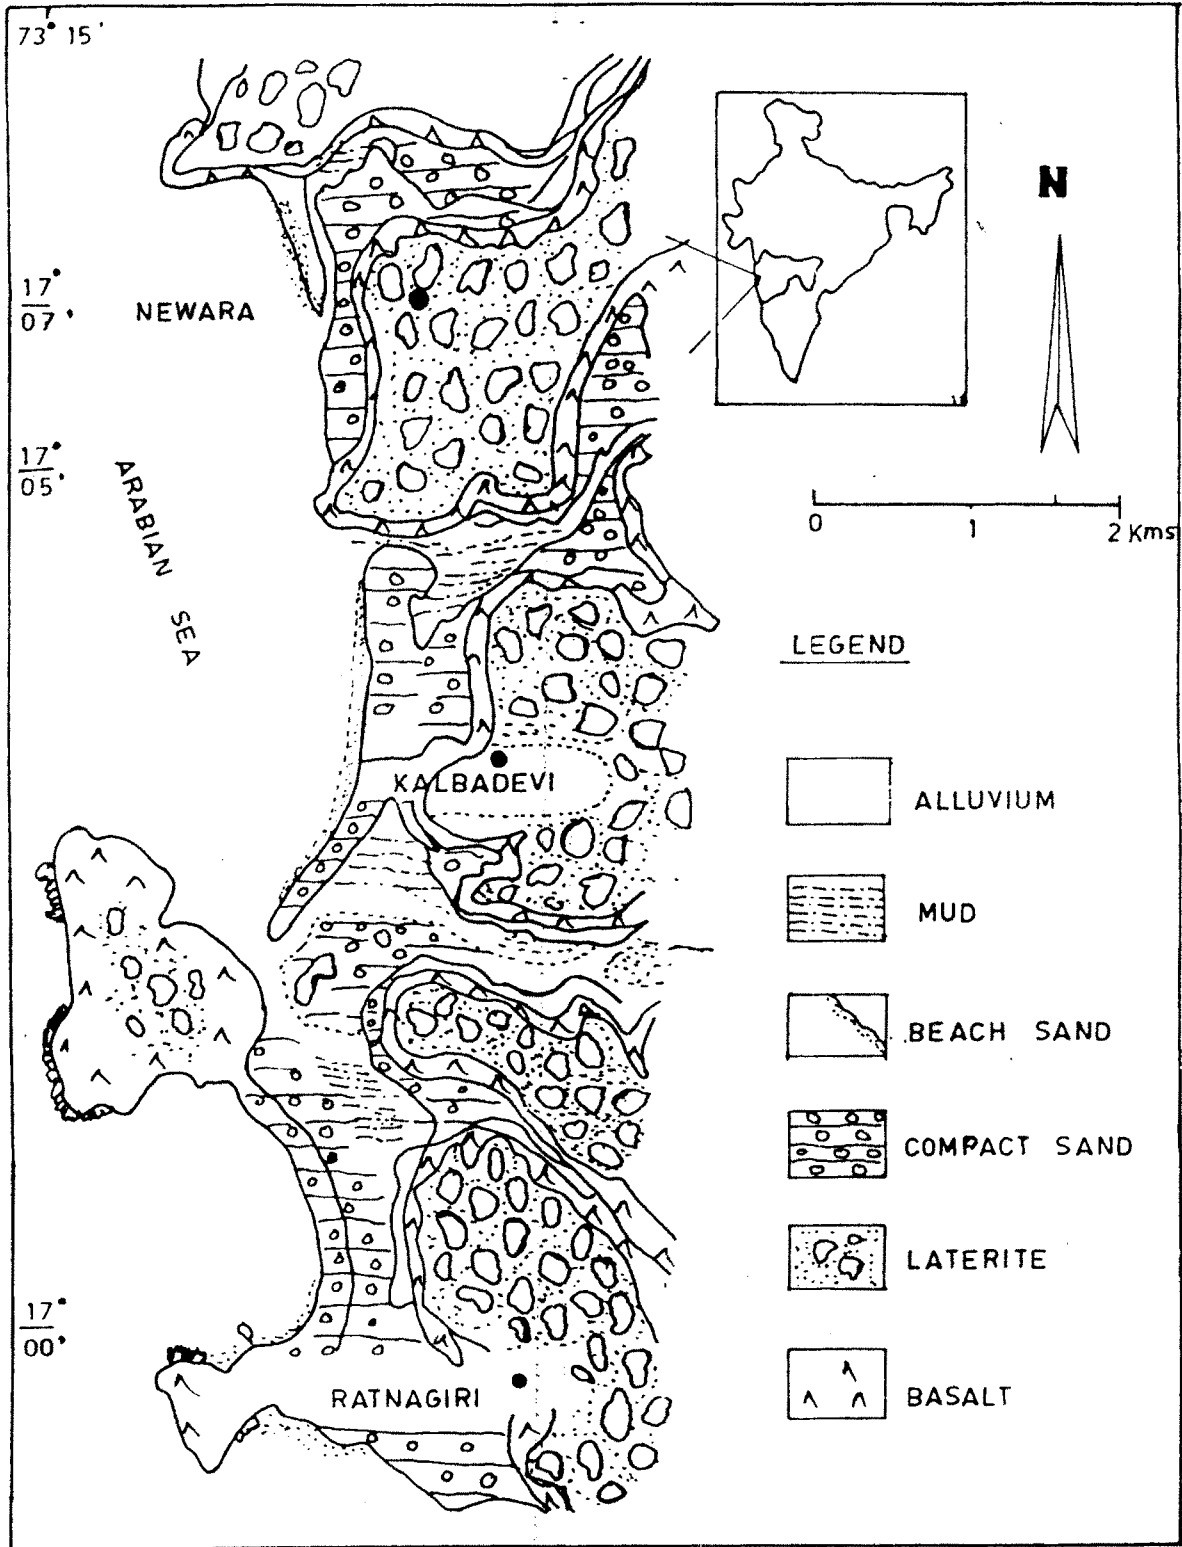 73° 15'
N
17°
07'
NEWARA
17°
05'
ARABIAN SEA
0 1 2 Kms
LEGEND
KALBADEVI
ALLUVIUM
MUD
BEACH SAND
COMPACT SAND
LATERITE
17°
00'
RATNAGIRI
BASALT